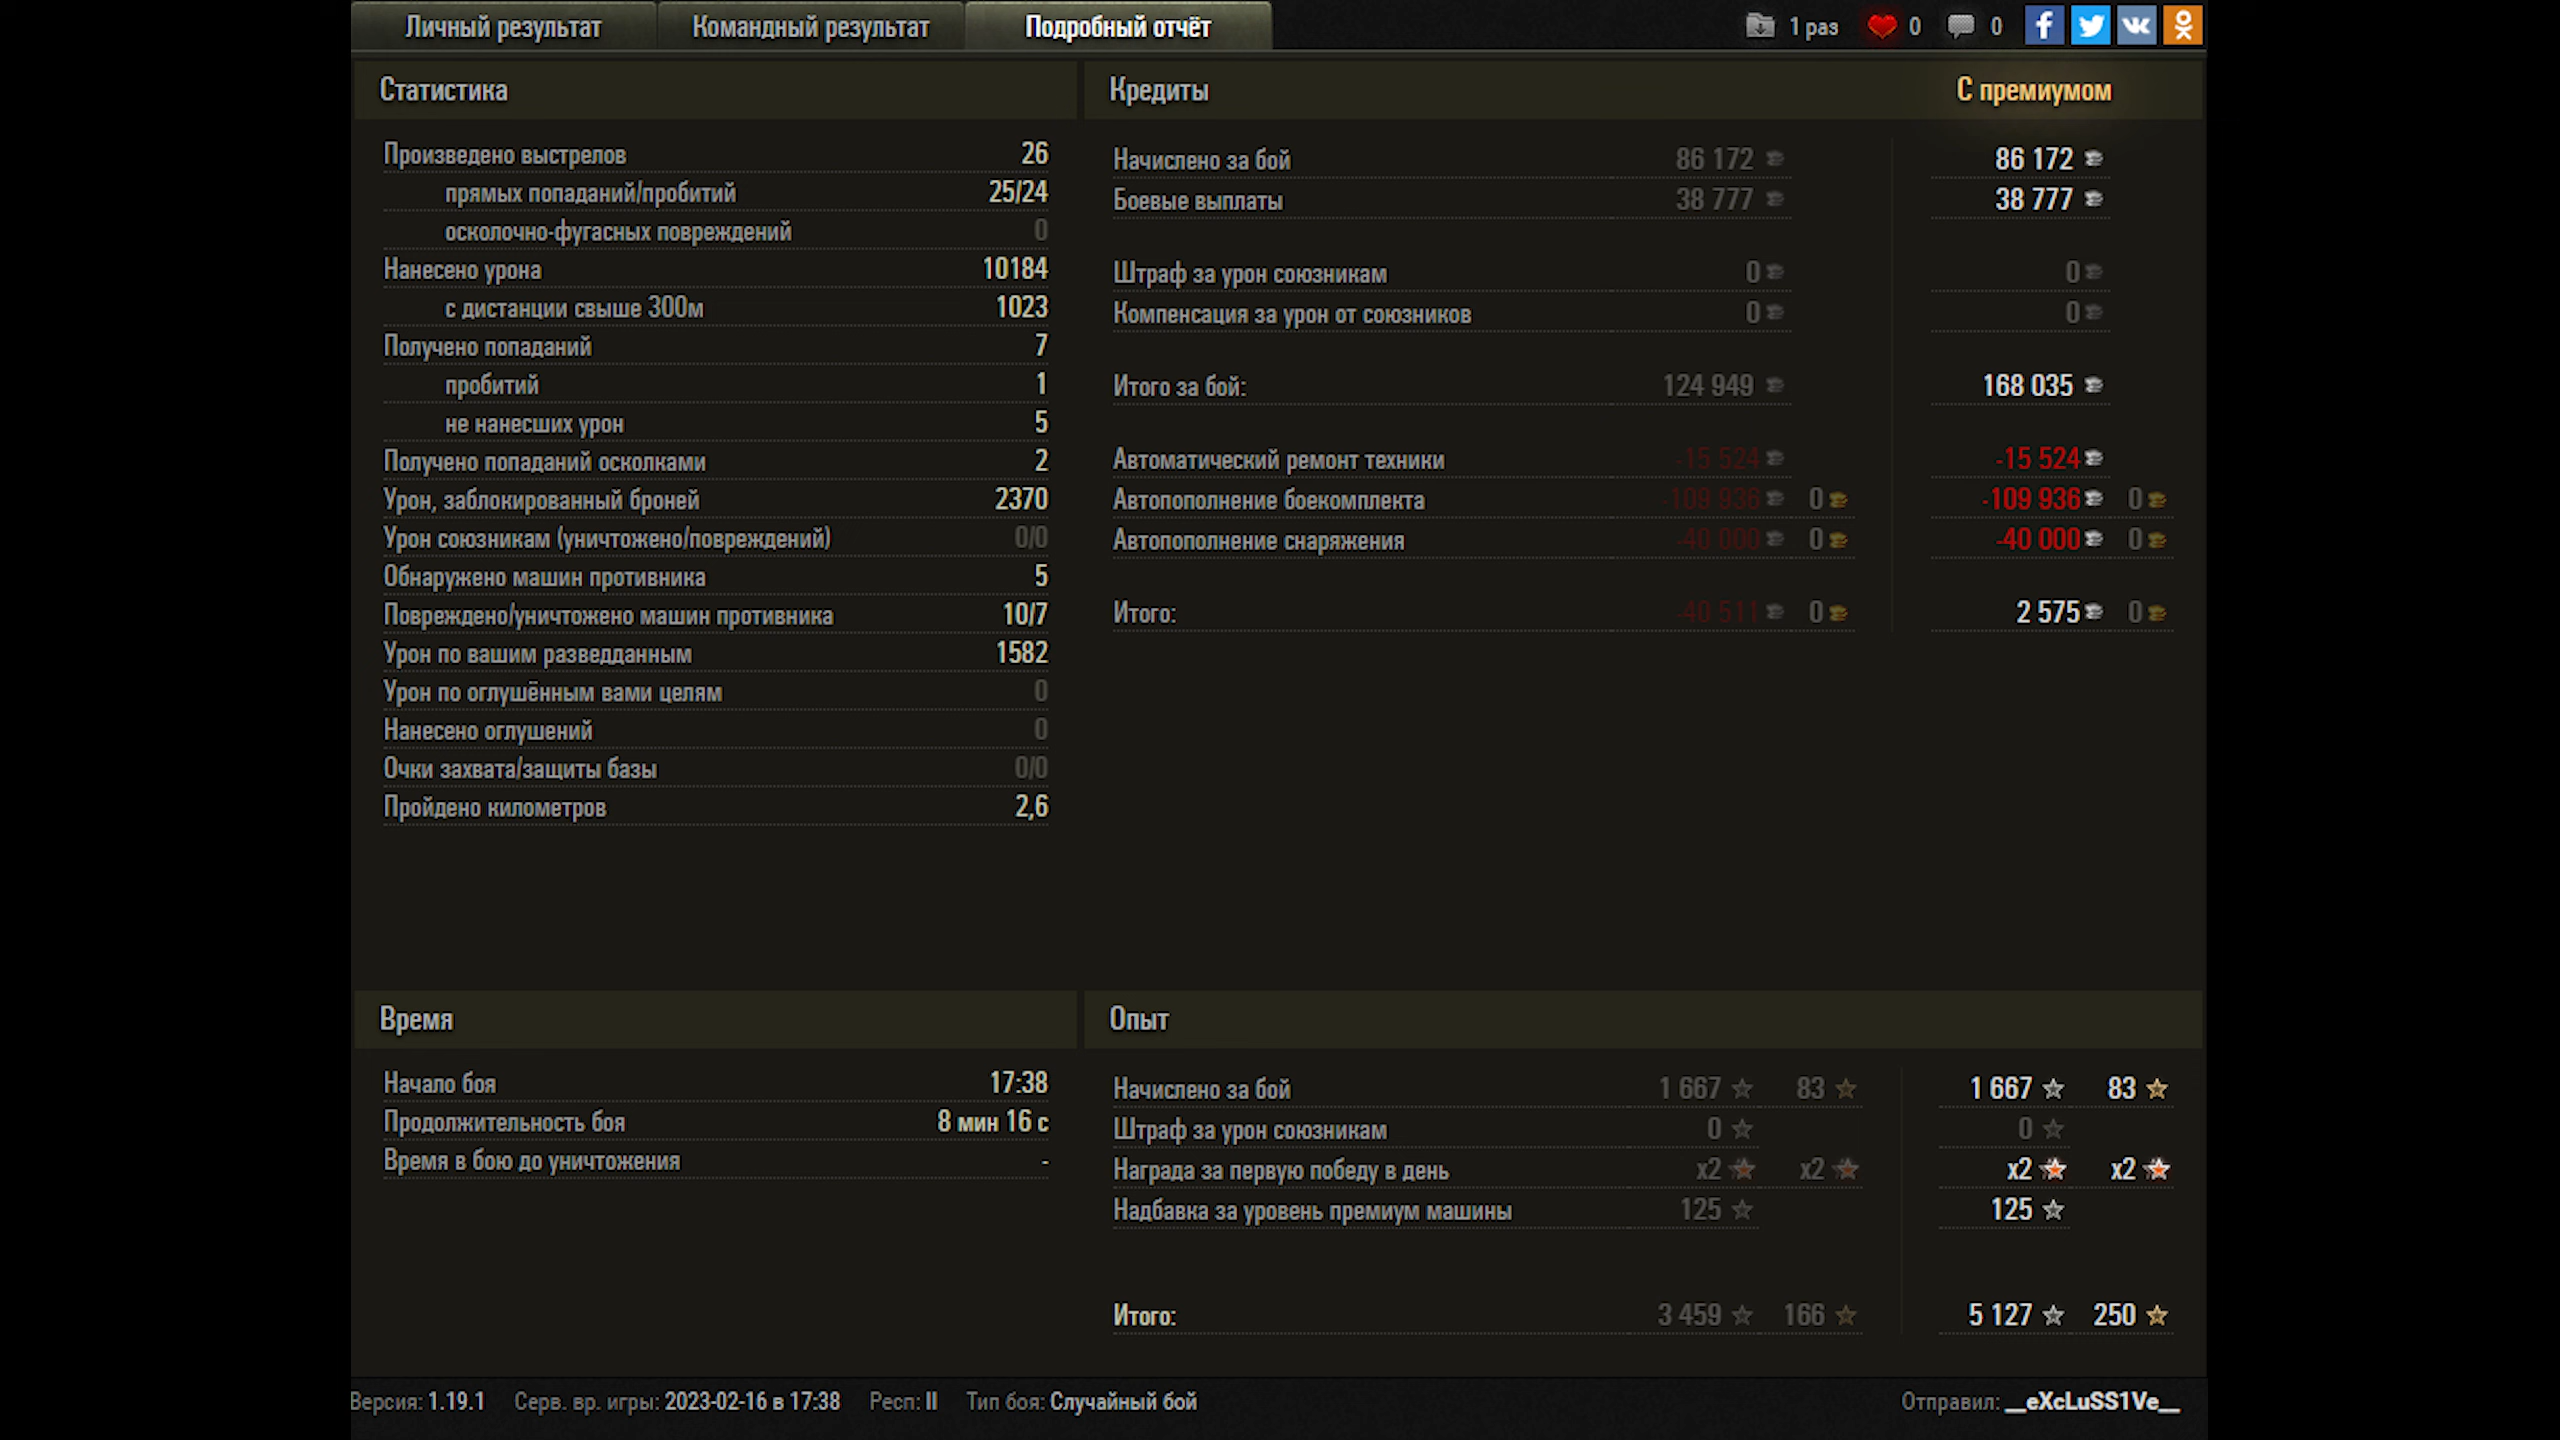 Личный результат Командный результат Подробный отчёт 1 раз 0 0
Статистика
Произведено выстрелов 26
прямых попаданий/пробитий 25/24
осколочно-фугасных повреждений 0
Нанесено урона 10184
с дистанции свыше 300м 1023
Получено попаданий 7
пробитий 1
не нанесших урон 5
Получено попаданий осколками 2
Урон, заблокированный броней 2370
Урон союзникам (уничтожено/повреждений) 0/0
Обнаружено машин противника 5
Повреждено/уничтожено машин противника 10/7
Урон по вашим разведданным 1582
Урон по оглушённым вами целям 0
Нанесено оглушений 0
Очки захвата/защиты базы 0/0
Пройдено километров 2,6
Кредиты С премиумом
Начислено за бой 86 172 86 172
Боевые выплаты 38 777 38 777
Штраф за урон союзникам 0 0
Компенсация за урон от союзников 0 0
Итого за бой: 124 949 168 035
Автоматический ремонт техники -15 524 -15 524
Автопополнение боекомплекта -109 936 0 -109 936 0
Автопополнение снаряжения -40 000 0 -40 000 0
Итого: -40 511 0 2 575 0
Время
Начало боя 17:38
Продолжительность боя 8 мин 16 с
Время в бою до уничтожения -
Опыт
Начислено за бой 1 667 83 1 667 83
Штраф за урон союзникам 0 0
Награда за первую победу в день x2 x2 x2 x2
Надбавка за уровень премиум машины 125 125
Итого: 3 459 166 5 127 250
Версия: 1.19.1 Серв. вр. игры: 2023-02-16 в 17:38 Респ: II Тип боя: Случайный бой Отправил: __eXcLuSS1Ve__